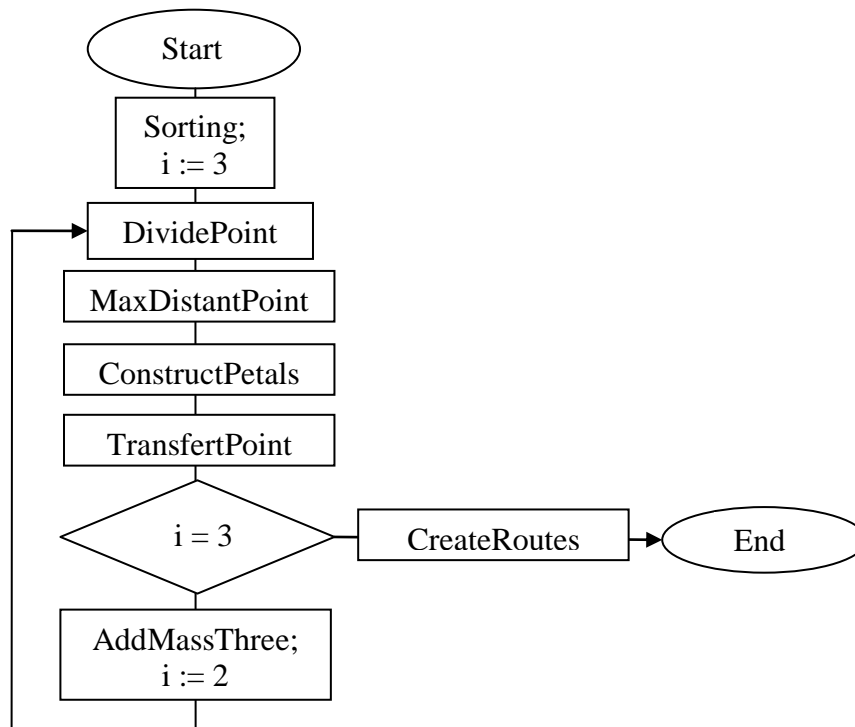 Start
Sorting;
i := 3
DividePoint
MaxDistantPoint
ConstructPetals
TransfertPoint
i = 3
CreateRoutes
End
AddMassThree;
i := 2